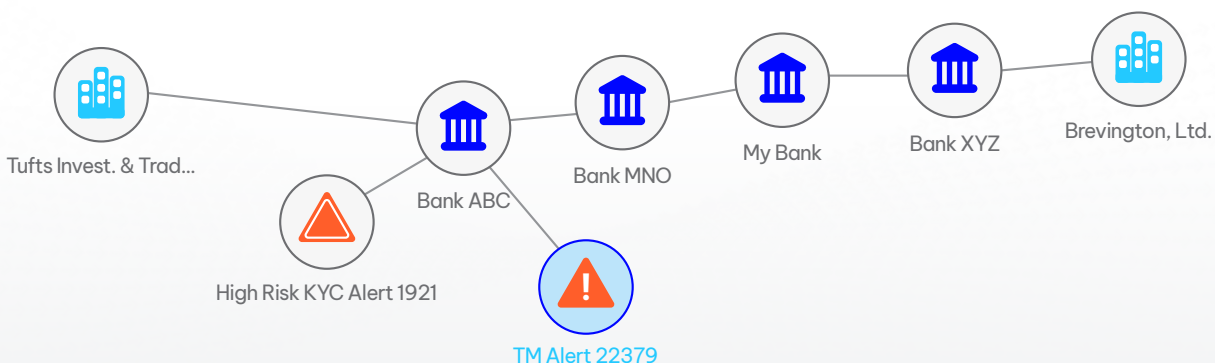 Tufts Invest. & Trad...
Bank ABC
Bank MNO
My Bank
Bank XYZ
Brevington, Ltd.
High Risk KYC Alert 1921
TM Alert 22379